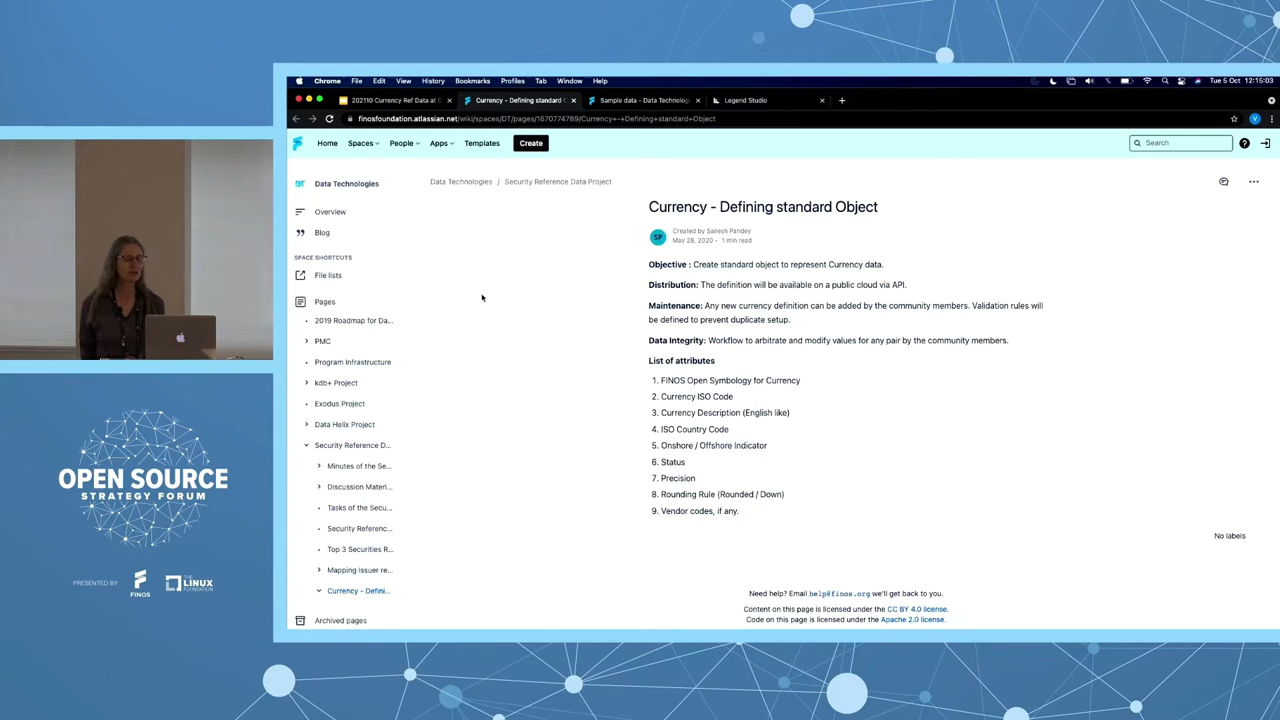 Chrome File Edit View History Bookmarks Profiles Tab Window Help
Tue 5 Oct 12:15:03
202110 Currency Ref Data at
Currency - Defining standard
Sample data - Data Technolog
Legend Studio
finosfoundation.atlassian.net/wiki/spaces/DT/pages/1670774789/Currency+-+Defining+standard+Object
Home Spaces People Apps Templates Create
Search
Data Technologies
Overview
Blog
SPACE SHORTCUTS
File lists
Pages
2019 Roadmap for Da...
PMC
Program Infrastructure
kdb+ Project
Exodus Project
Data Helix Project
Security Reference D...
Minutes of the Se...
Discussion Materi...
Tasks of the Secu...
Security Referenc...
Top 3 Securities R...
Mapping issuer re...
Currency - Defini...
Archived pages
Data Technologies / Security Reference Data Project
Currency - Defining standard Object
SP
Created by Sailesh Pandey
May 28, 2020 • 1 min read
Objective : Create standard object to represent Currency data.
Distribution: The definition will be available on a public cloud via API.
Maintenance: Any new currency definition can be added by the community members. Validation rules will
be defined to prevent duplicate setup.
Data Integrity: Workflow to arbitrate and modify values for any pair by the community members.
List of attributes
1. FINOS Open Symbology for Currency
2. Currency ISO Code
3. Currency Description (English like)
4. ISO Country Code
5. Onshore / Offshore Indicator
6. Status
7. Precision
8. Rounding Rule (Rounded / Down)
9. Vendor codes, if any.
No labels
Need help? Email help@finos.org we'll get back to you.
Content on this page is licensed under the CC BY 4.0 license.
Code on this page is licensed under the Apache 2.0 license.
OPEN SOURCE
STRATEGY FORUM
PRESENTED BY
FINOS
THE LINUX FOUNDATION